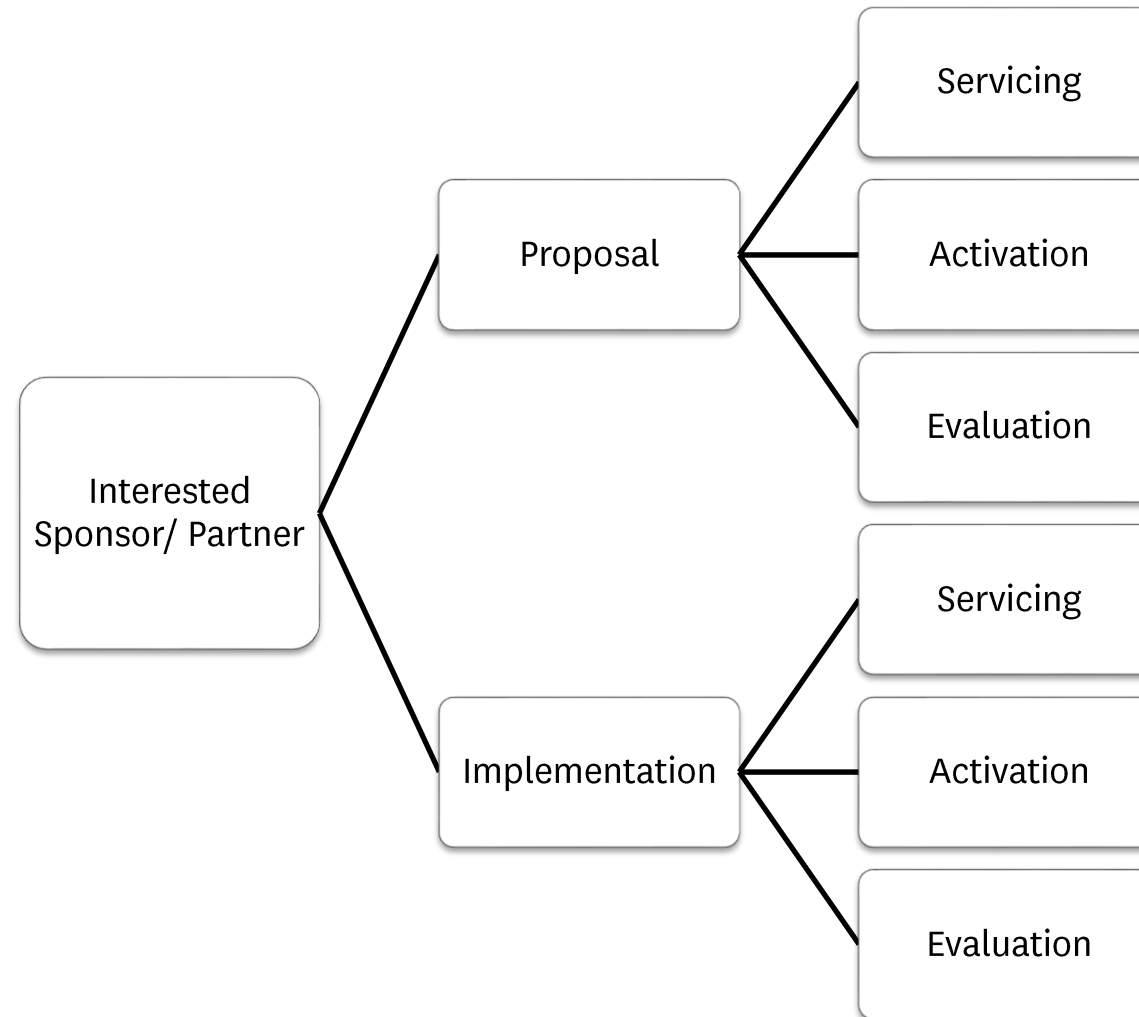 Interested
Sponsor/ Partner
Proposal
Servicing
Activation
Evaluation
Implementation
Servicing
Activation
Evaluation